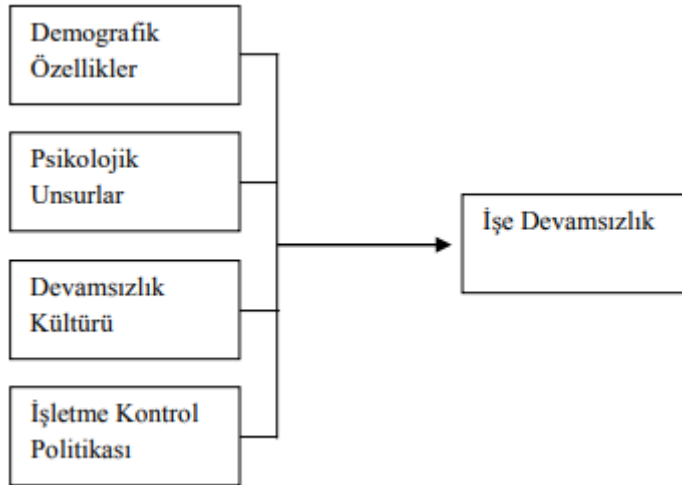 Demografik
Özellikler
Psikolojik
Unsurlar
Devamsızlık
Kültürü
İşletme Kontrol
Politikası
İşe Devamsızlık